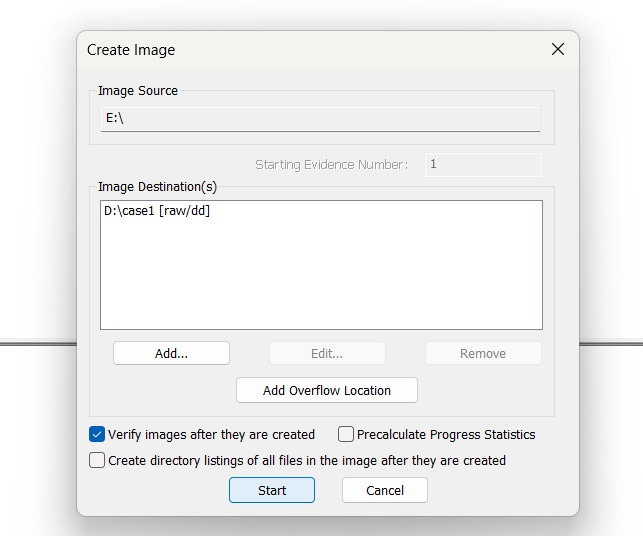 Create Image
Image Source
E:\
Starting Evidence Number: 1
Image Destination(s)
D:\case1 [raw/dd]
Add... Edit... Remove
Add Overflow Location
Verify images after they are created Precalculate Progress Statistics
Create directory listings of all files in the image after they are created
Start Cancel